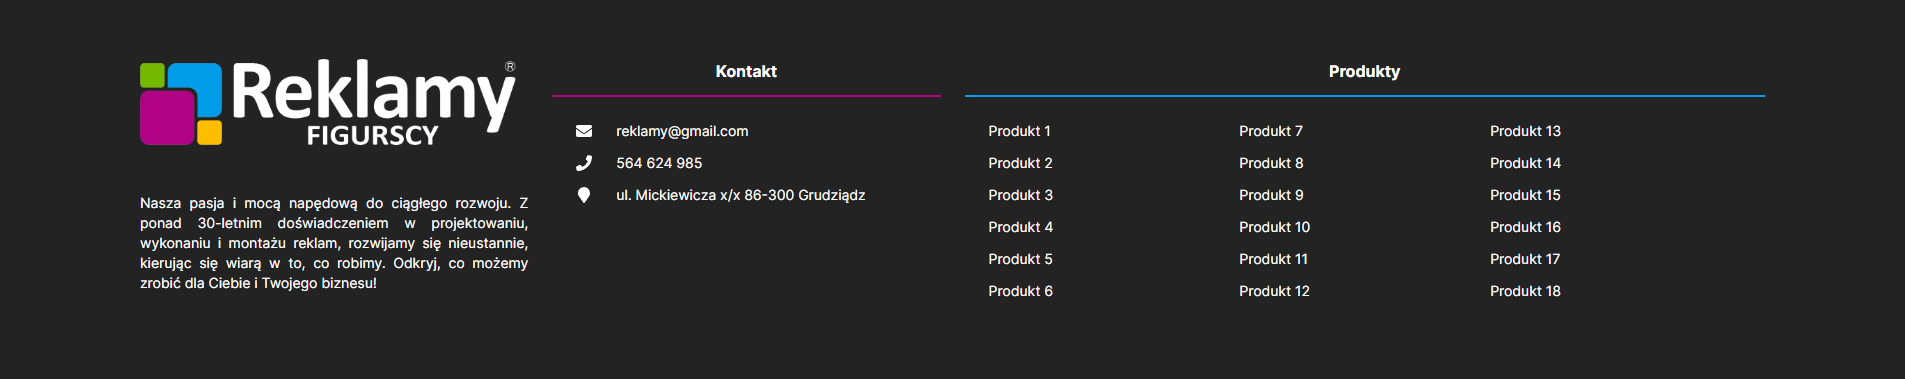 Reklamy®
FIGURSCY
Nasza pasja i mocą napędową do ciągłego rozwoju. Z
ponad 30-letnim doświadczeniem w projektowaniu,
wykonaniu i montażu reklam, rozwijamy się nieustannie,
kierując się wiarą w to, co robimy. Odkryj, co możemy
zrobić dla Ciebie i Twojego biznesu!
Kontakt
reklamy@gmail.com
564 624 985
ul. Mickiewicza x/x 86-300 Grudziądz
Produkty
Produkt 1
Produkt 2
Produkt 3
Produkt 4
Produkt 5
Produkt 6
Produkt 7
Produkt 8
Produkt 9
Produkt 10
Produkt 11
Produkt 12
Produkt 13
Produkt 14
Produkt 15
Produkt 16
Produkt 17
Produkt 18